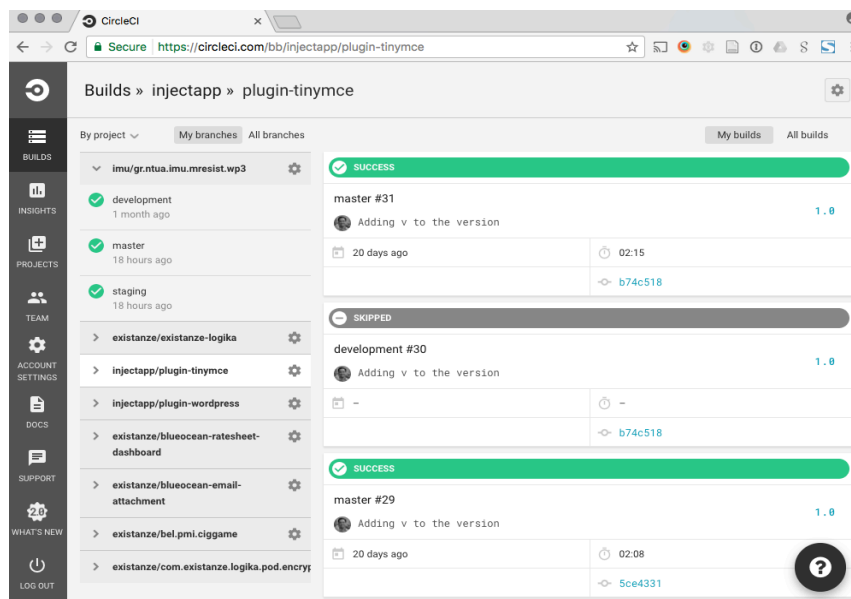 CircleCI
Secure https://circleci.com/bb/injectapp/plugin-tinymce
Builds » injectapp » plugin-tinymce
By project My branches All branches My builds All builds
BUILDS
INSIGHTS
PROJECTS
TEAM
ACCOUNT
SETTINGS
DOCS
SUPPORT
2.0
WHAT'S NEW
LOG OUT
imu/gr.ntua.imu.mresist.wp3
development
1 month ago
master
18 hours ago
staging
18 hours ago
existanze/existanze-logika
injectapp/plugin-tinymce
injectapp/plugin-wordpress
existanze/blueocean-ratesheet-
dashboard
existanze/blueocean-email-
attachment
existanze/bel.pmi.ciggame
existanze/com.existanze.logika.pod.encryp
SUCCESS
master #31
1.0
Adding v to the version
20 days ago 02:15
b74c518
SKIPPED
development #30
1.0
Adding v to the version
– –
b74c518
SUCCESS
master #29
1.0
Adding v to the version
20 days ago 02:08
5ce4331
?